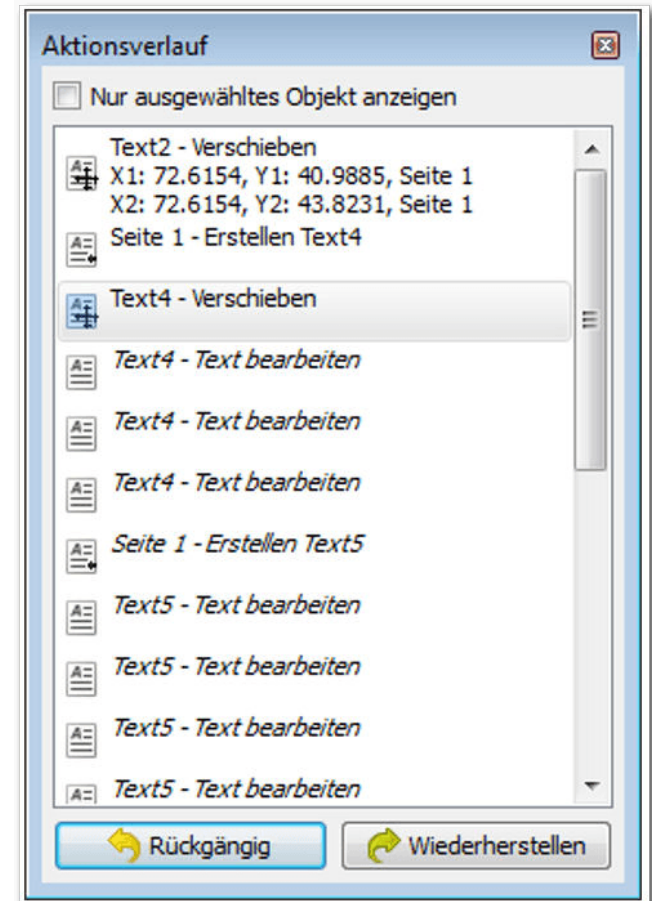 Aktionsverlauf
Nur ausgewähltes Objekt anzeigen
Text2 - Verschieben
X1: 72.6154, Y1: 40.9885, Seite 1
X2: 72.6154, Y2: 43.8231, Seite 1
Seite 1 - Erstellen Text4
Text4 - Verschieben
Text4 - Text bearbeiten
Text4 - Text bearbeiten
Text4 - Text bearbeiten
Seite 1 - Erstellen Text5
Text5 - Text bearbeiten
Text5 - Text bearbeiten
Text5 - Text bearbeiten
Text5 - Text bearbeiten
Rückgängig
Wiederherstellen